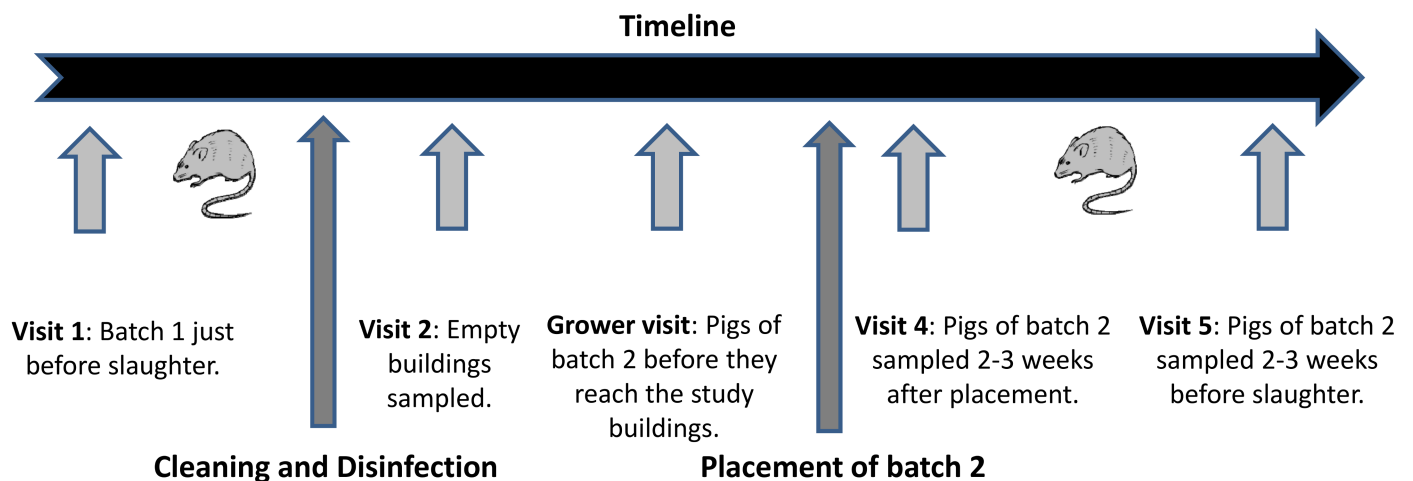 Timeline
Visit 1: Batch 1 just
before slaughter.
Visit 2: Empty
buildings
sampled.
Grower visit: Pigs of
batch 2 before they
reach the study
buildings.
Visit 4: Pigs of batch 2
sampled 2-3 weeks
after placement.
Visit 5: Pigs of batch 2
sampled 2-3 weeks
before slaughter.
Cleaning and Disinfection
Placement of batch 2